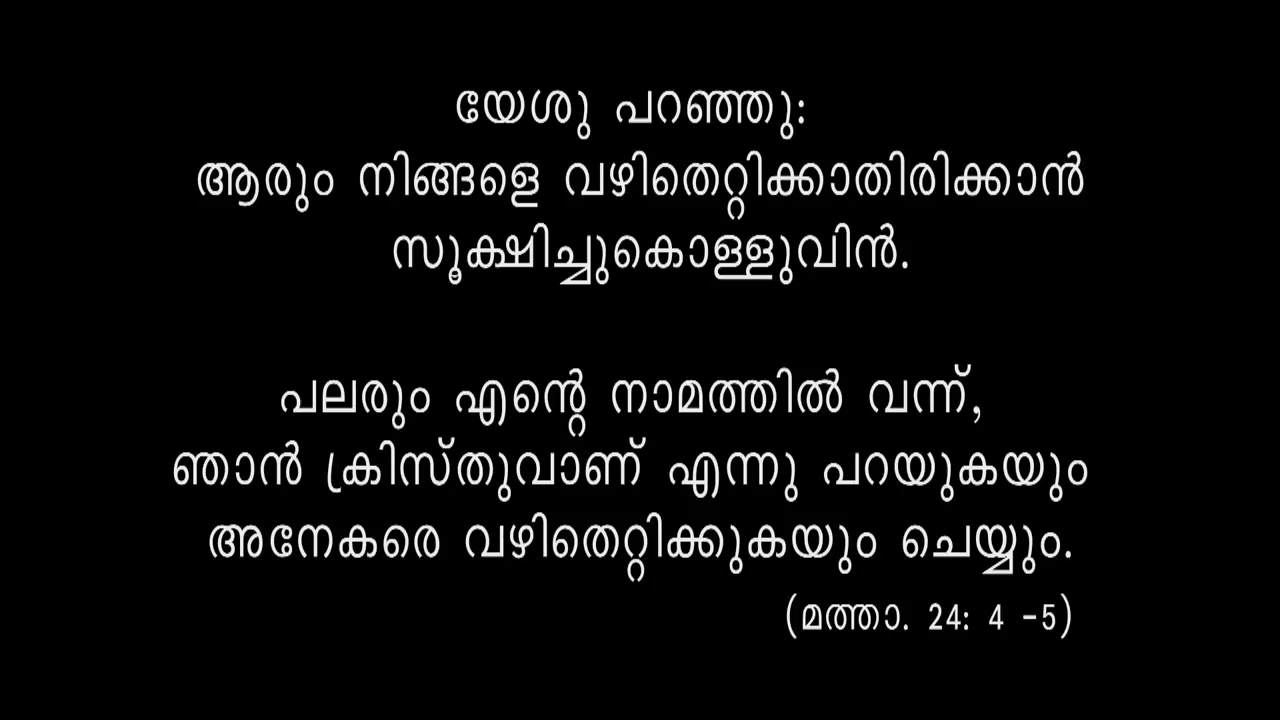 യേശു പറഞ്ഞു:
ആരും നിങ്ങളെ വഴിതെറ്റിക്കാതിരിക്കാൻ
സൂക്ഷിച്ചുകൊള്ളുവിൻ.
പലരും എന്റെ നാമത്തിൽ വന്ന്,
ഞാൻ ക്രിസ്തുവാണ് എന്നു പറയുകയും
അനേകരെ വഴിതെറ്റിക്കുകയും ചെയ്യും.
(മത്താ. 24: 4 -5)